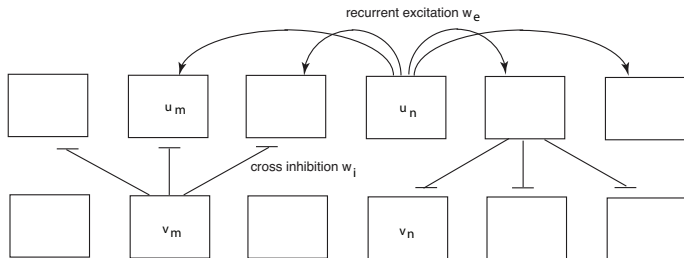 recurrent excitation w_e
u_m
u_n
cross inhibition w_i
v_m
v_n